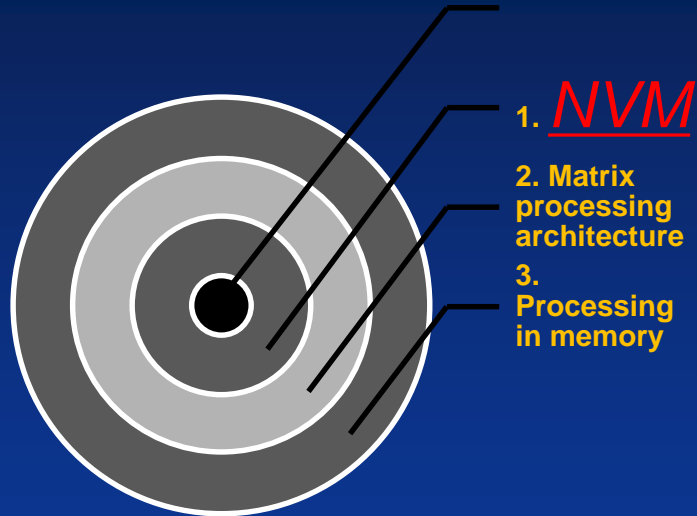 1. NVM
2. Matrix
processing
architecture
3.
Processing
in memory